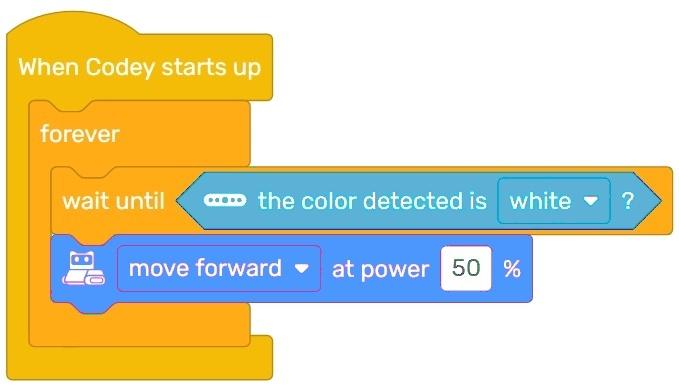 When Codey starts up
forever
wait until the color detected is white ?
move forward at power 50 %